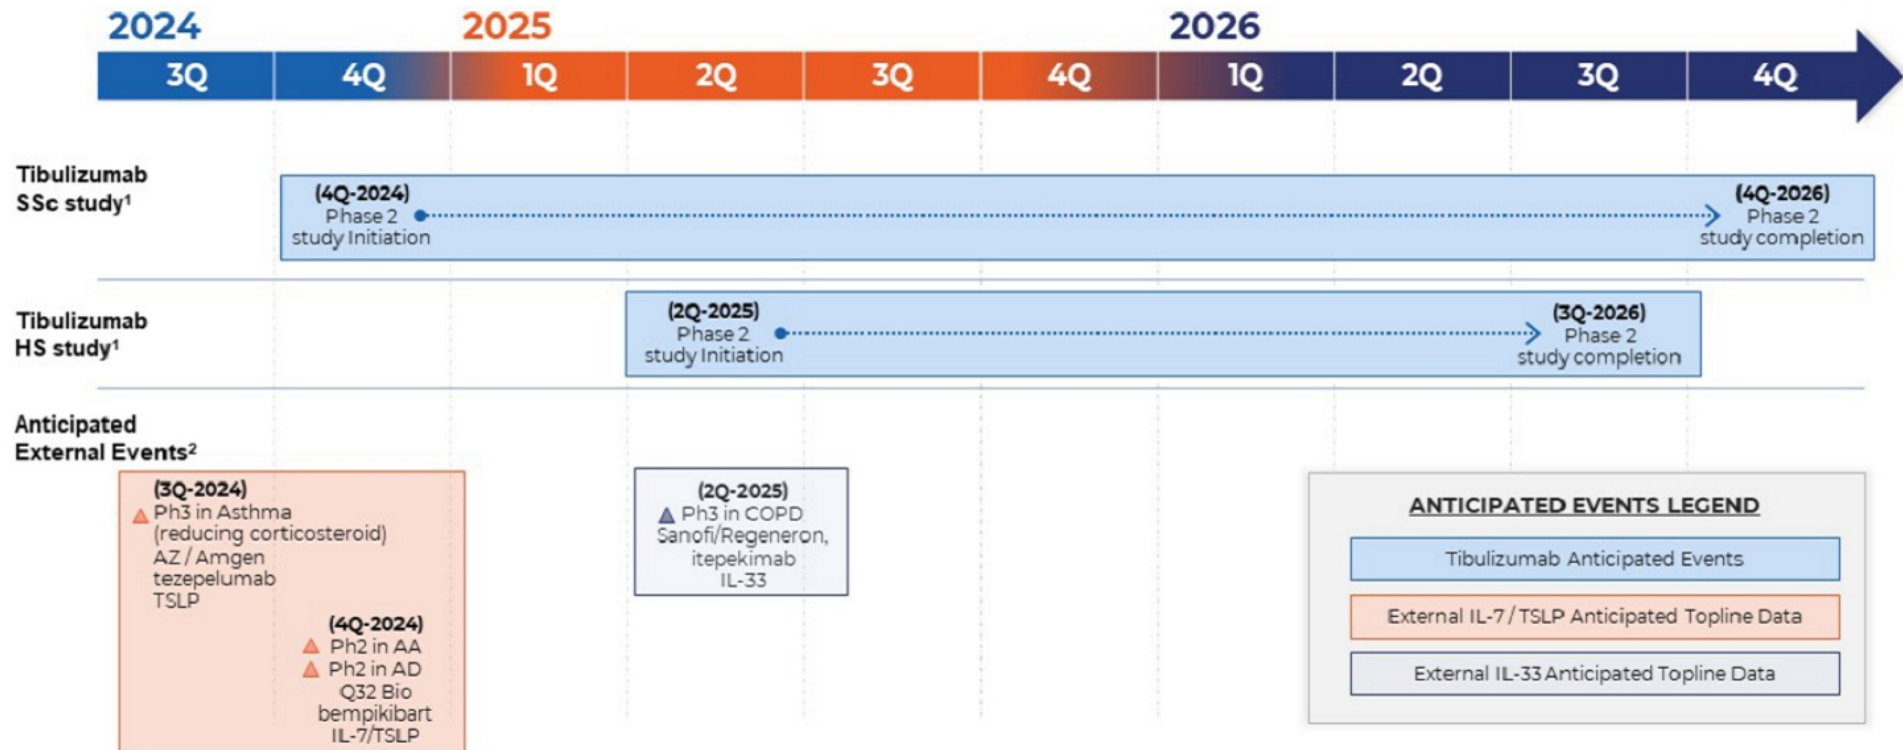 2024 2025 2026
3Q 4Q 1Q 2Q 3Q 4Q 1Q 2Q 3Q 4Q
Tibulizumab
SSc study¹
(4Q-2024)
Phase 2
study Initiation
(4Q-2026)
Phase 2
study completion
Tibulizumab
HS study¹
(2Q-2025)
Phase 2
study Initiation
(3Q-2026)
Phase 2
study completion
Anticipated
External Events²
(3Q-2024)
Ph3 in Asthma
(reducing corticosteroid)
AZ / Amgen
tezepelumab
TSLP
(4Q-2024)
Ph2 in AA
Ph2 in AD
Q32 Bio
bempikibart
IL-7/TSLP
(2Q-2025)
Ph3 in COPD
Sanofi/Regeneron,
itepekimab
IL-33
ANTICIPATED EVENTS LEGEND
Tibulizumab Anticipated Events
External IL-7 / TSLP Anticipated Topline Data
External IL-33 Anticipated Topline Data